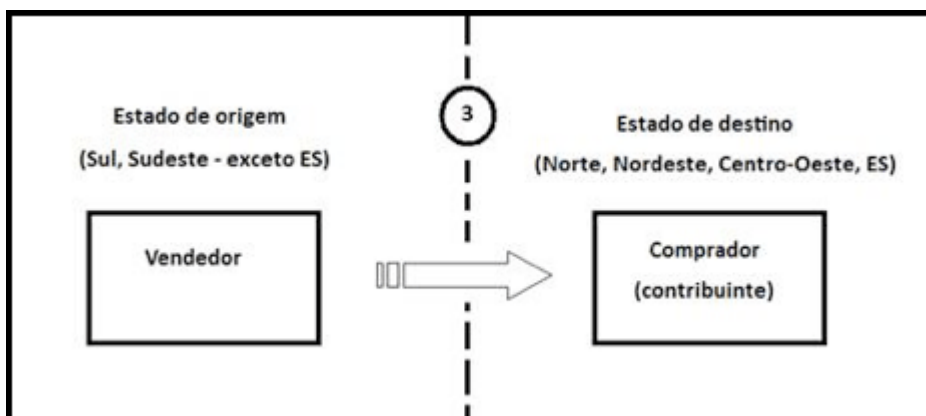 Estado de origem
(Sul, Sudeste - exceto ES)
Vendedor
3
Estado de destino
(Norte, Nordeste, Centro-Oeste, ES)
Comprador
(contribuinte)